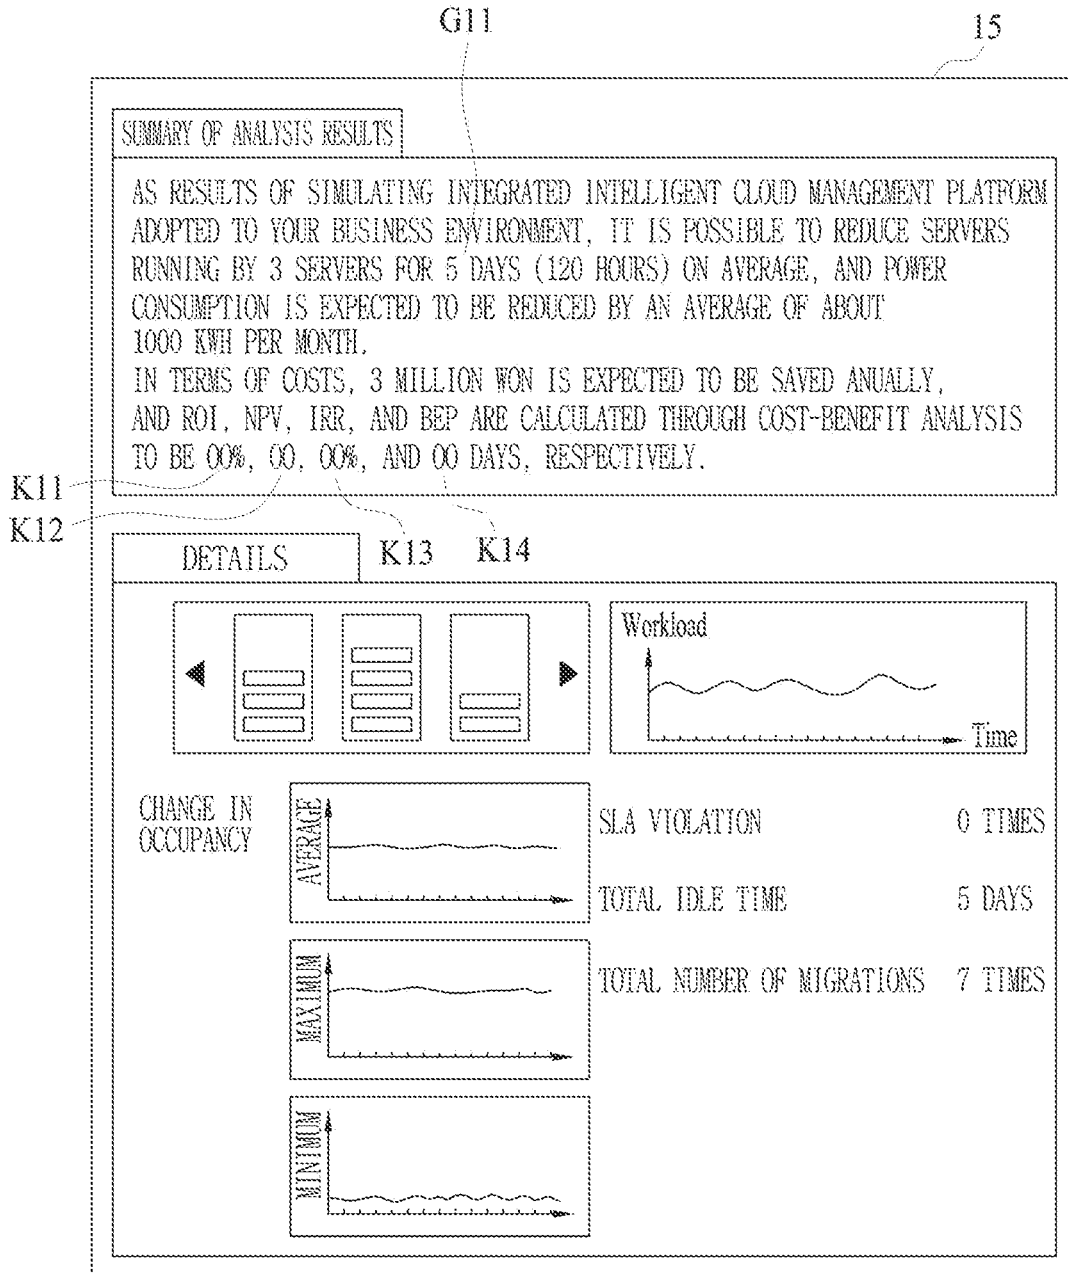 G11
15
SUMMARY OF ANALYSIS RESULTS
AS RESULTS OF SIMULATING INTEGRATED INTELLIGENT CLOUD MANAGEMENT PLATFORM
ADOPTED TO YOUR BUSINESS ENVIRONMENT, IT IS POSSIBLE TO REDUCE SERVERS
RUNNING BY 3 SERVERS FOR 5 DAYS (120 HOURS) ON AVERAGE, AND POWER
CONSUMPTION IS EXPECTED TO BE REDUCED BY AN AVERAGE OF ABOUT
1000 KWH PER MONTH.
IN TERMS OF COSTS, 3 MILLION WON IS EXPECTED TO BE SAVED ANUALLY,
AND ROI, NPV, IRR, AND BEP ARE CALCULATED THROUGH COST-BENEFIT ANALYSIS
TO BE OO%, OO, OO%, AND OO DAYS, RESPECTIVELY.
K11
K12
K13
K14
DETAILS
Workload
Time
CHANGE IN
OCCUPANCY
AVERAGE
SLA VIOLATION 0 TIMES
TOTAL IDLE TIME 5 DAYS
MAXIMUM
TOTAL NUMBER OF MIGRATIONS 7 TIMES
MINIMUM